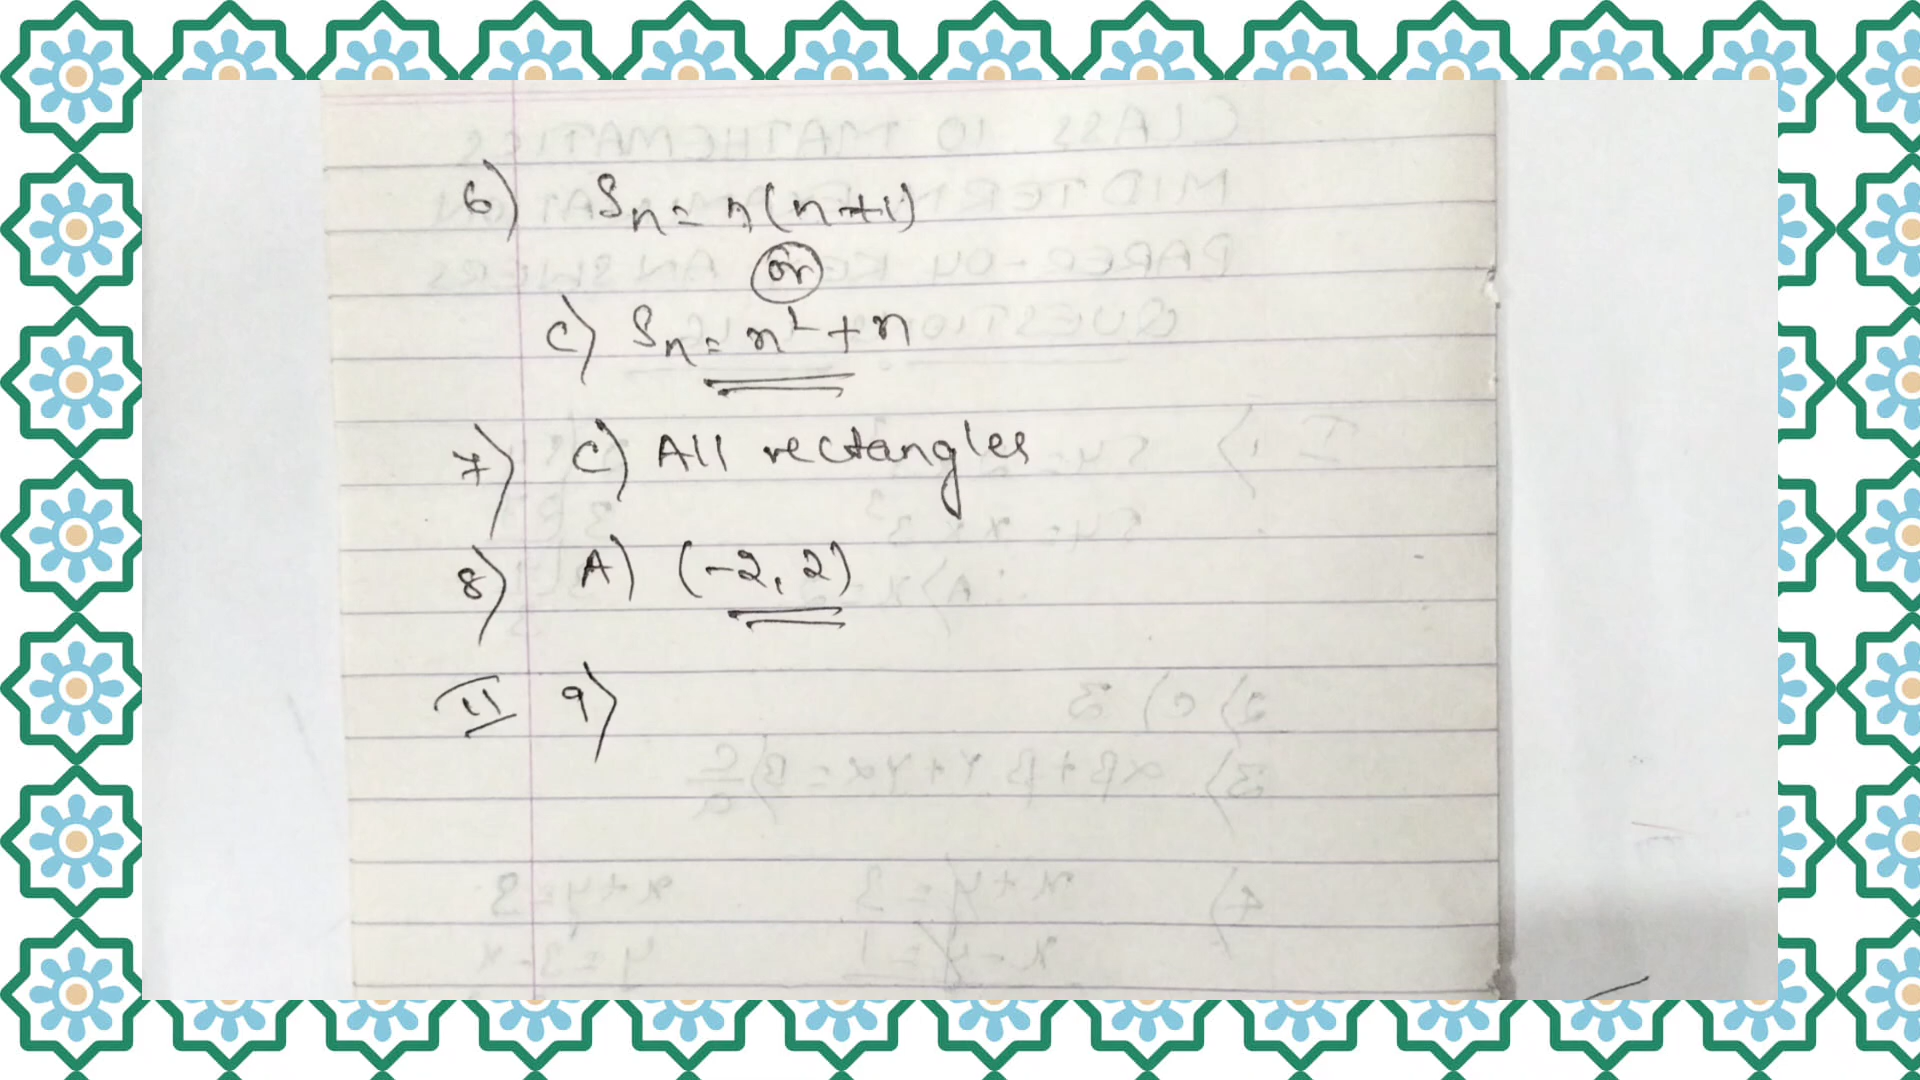 6) Sn = n(n+1)
or
C) Sn = n² + n
7) C) All rectangles
8) A) (-2, 2)
II 9)